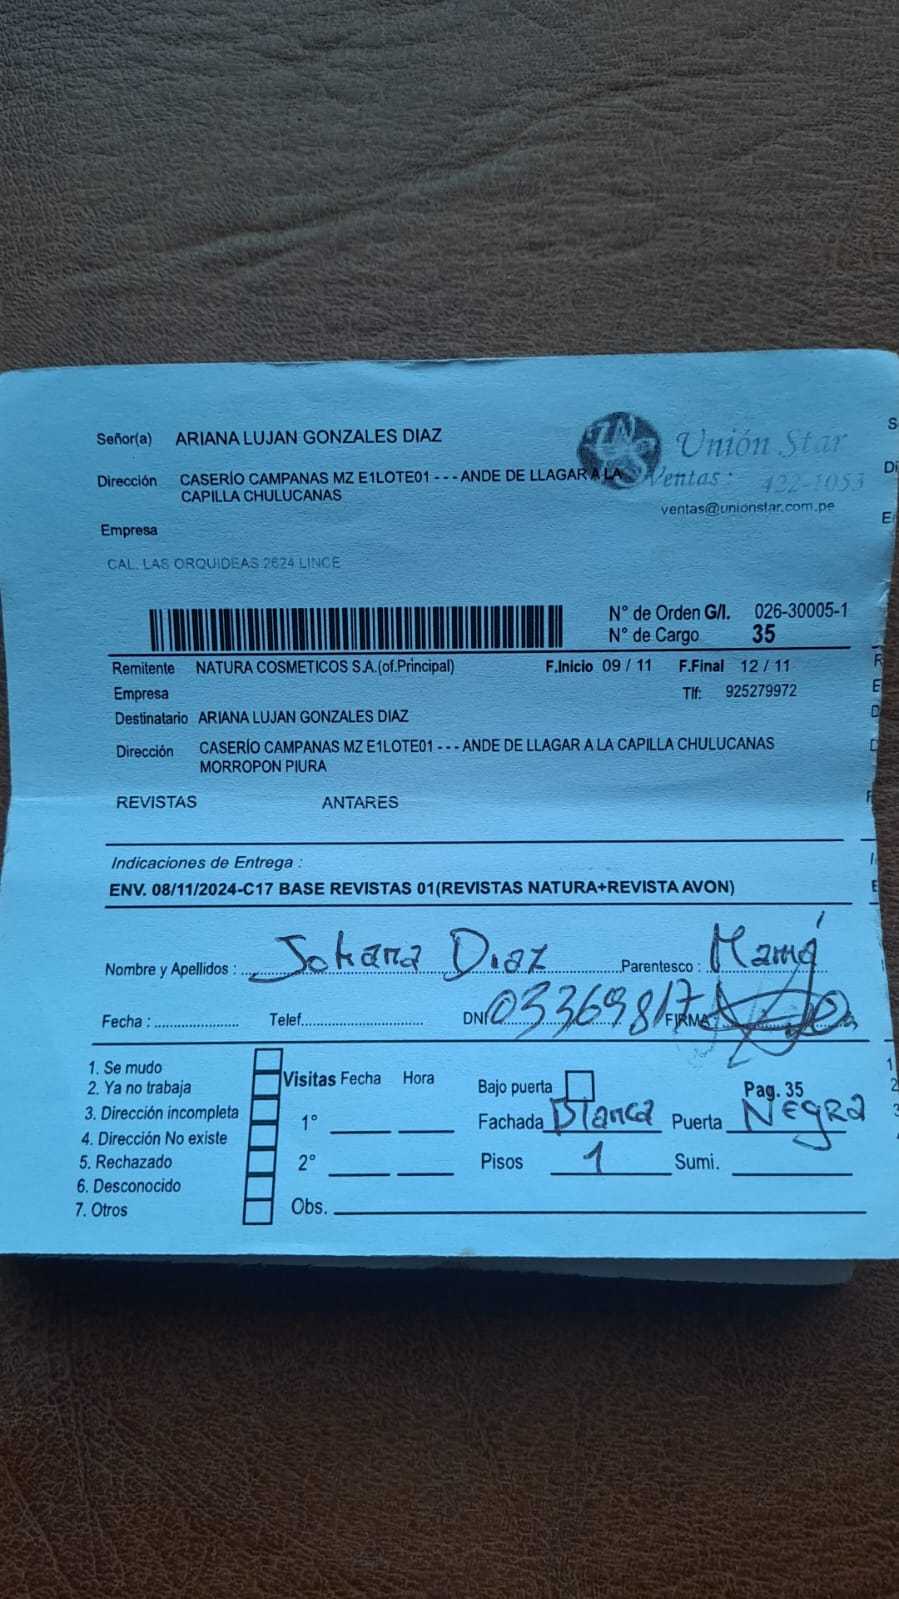 Señor(a) ARIANA LUJAN GONZALES DIAZ
Unión Star
Dirección CASERÍO CAMPANAS MZ E1LOTE01 - - - ANDE DE LLAGAR A LA
CAPILLA CHULUCANAS
Ventas : 422-1053
ventas@unionstar.com.pe
Empresa
CAL. LAS ORQUIDEAS 2624 LINCE
N° de Orden G/I. 026-30005-1
N° de Cargo 35
Remitente NATURA COSMETICOS S.A.(of.Principal) F.Inicio 09 / 11 F.Final 12 / 11
Empresa Tlf: 925279972
Destinatario ARIANA LUJAN GONZALES DIAZ
Dirección CASERÍO CAMPANAS MZ E1LOTE01 - - - ANDE DE LLAGAR A LA CAPILLA CHULUCANAS
MORROPON PIURA
REVISTAS ANTARES
Indicaciones de Entrega :
ENV. 08/11/2024-C17 BASE REVISTAS 01(REVISTAS NATURA+REVISTA AVON)
Nombre y Apellidos : Johana Diaz Parentesco : Mamá
Fecha : Telef. DNI 03369817 FIRMA
1. Se mudo
2. Ya no trabaja
3. Dirección incompleta
4. Dirección No existe
5. Rechazado
6. Desconocido
7. Otros
Visitas Fecha Hora
1°
2°
Obs.
Bajo puerta Pag. 35
Fachada Blanca Puerta Negra
Pisos 1 Sumi.